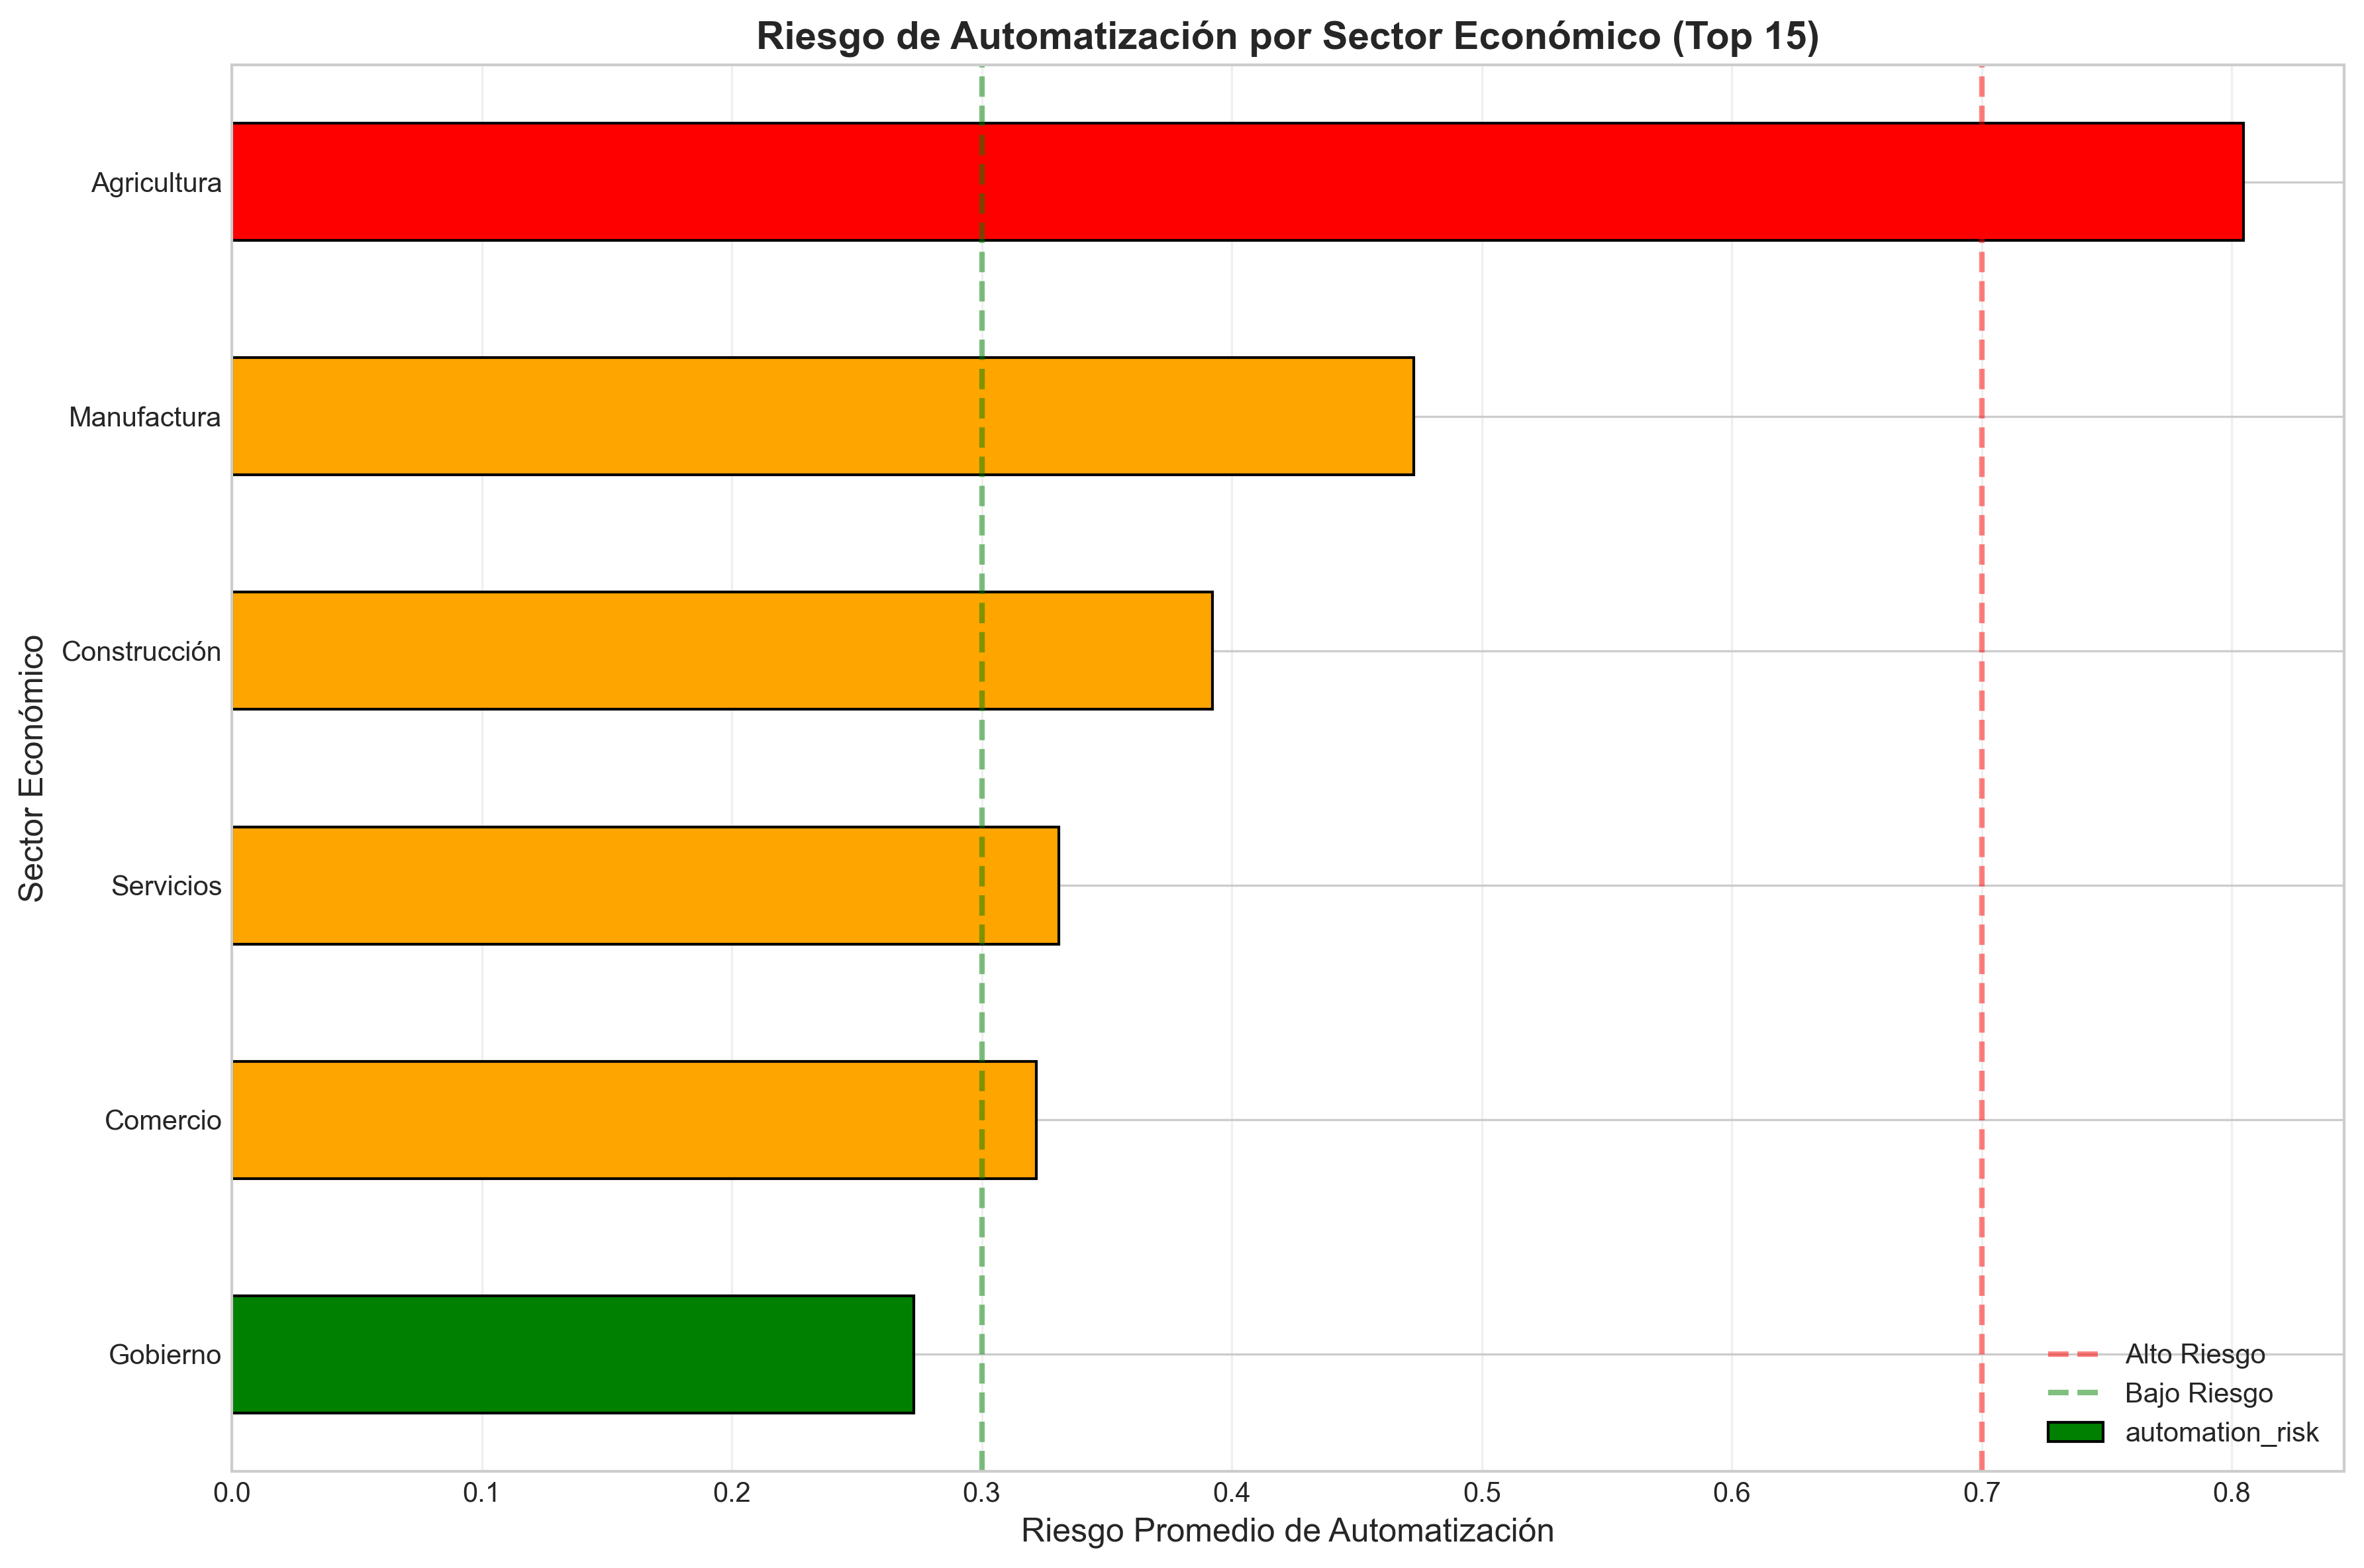 Riesgo de Automatización por Sector Económico (Top 15)
Sector Económico
Agricultura
Manufactura
Construcción
Servicios
Comercio
Gobierno
Alto Riesgo
Bajo Riesgo
automation_risk
0.0 0.1 0.2 0.3 0.4 0.5 0.6 0.7 0.8
Riesgo Promedio de Automatización